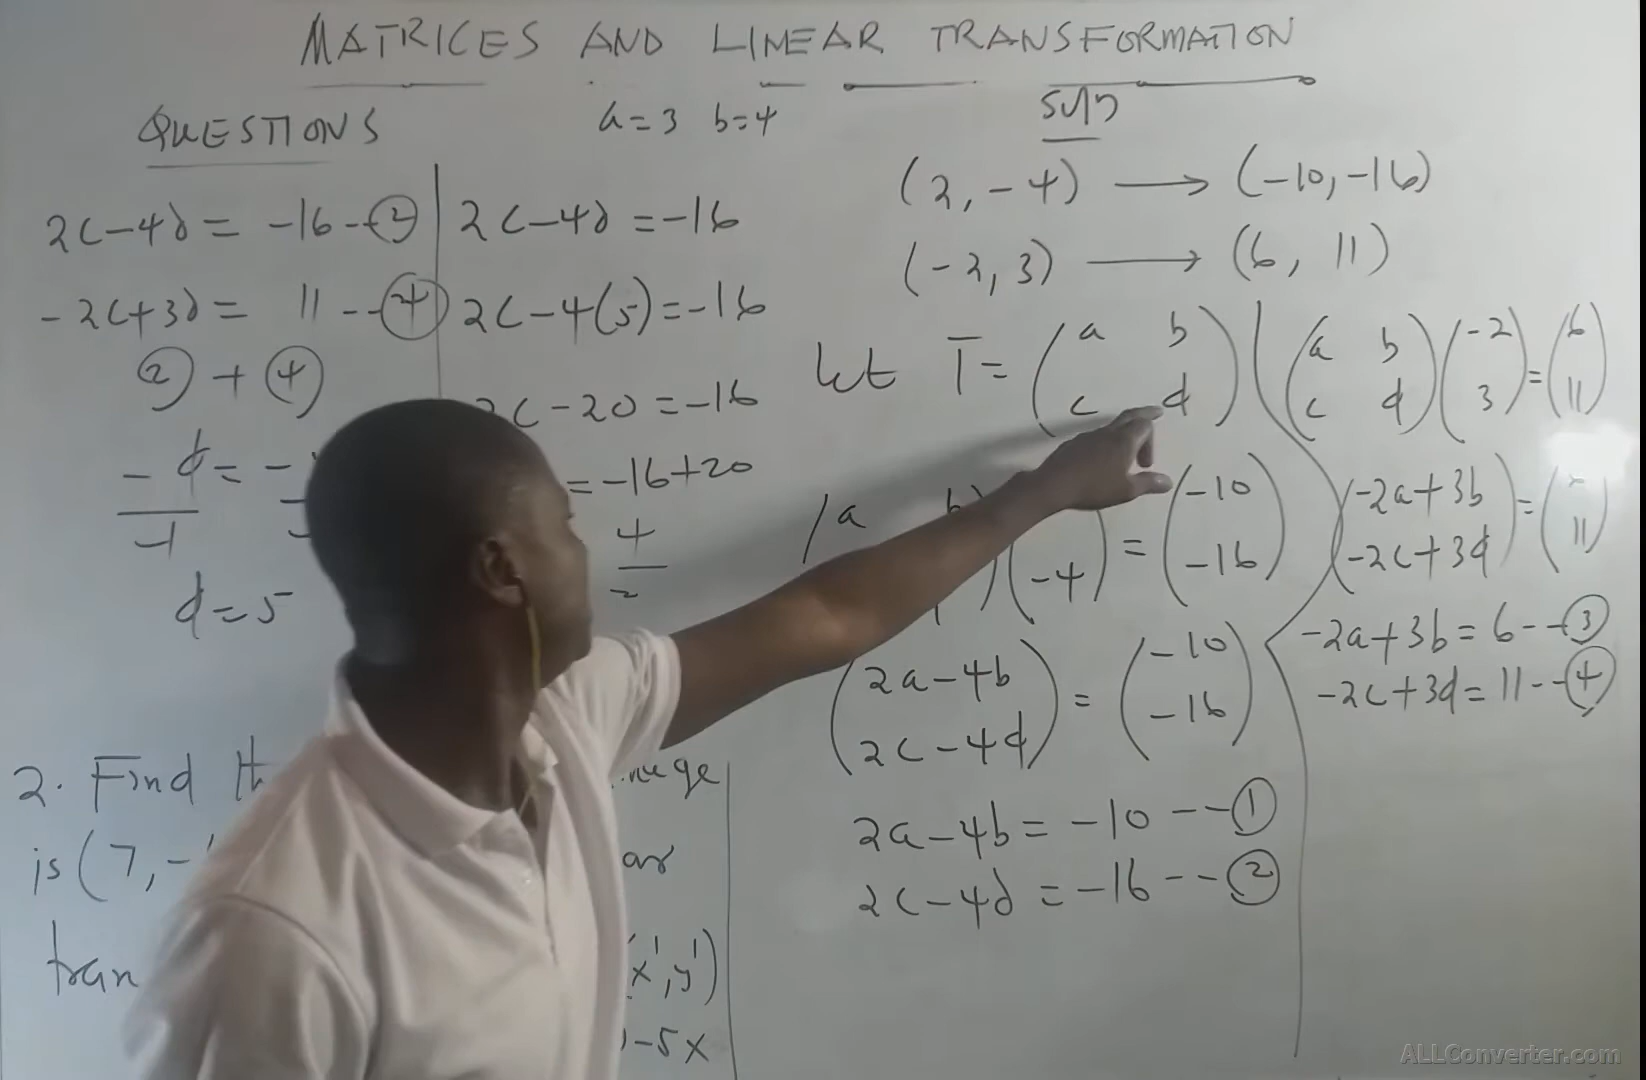 MATRICES AND LINEAR TRANSFORMATION
QUESTIONS
a=3 b=4
2c-4d = -16 --②
-2c+3d = 11 --④
② + ④
-d = -
-1
d=5
2c-4d = -16
2c-4(5) = -16
c-20 = -16
= -16+20
4
2
2. Find th
is (7, -
or
tran
(x',y')
-5x
soln
(2, -4) → (-10, -16)
(-2, 3) → (6, 11)
let T = (a b
c d)
a b
-4) = (-10
-16)
(2a-4b
2c-4d) = (-10
-16)
2a-4b = -10 --①
2c-4d = -16 --②
(a b
c d) (-2
3) = (6
11)
(-2a+3b
-2c+3d) = (
11)
-2a+3b = 6 --③
-2c+3d = 11 --④
ALLConverter.com